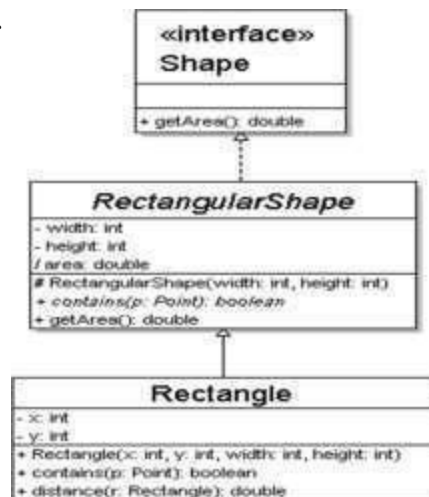 «interface»
Shape
+ getArea(): double
RectangularShape
- width: int
- height: int
/ area: double
# RectangularShape(width: int, height: int)
+ contains(p: Point): boolean
+ getArea(): double
Rectangle
- x: int
- y: int
+ Rectangle(x: int, y: int, width: int, height: int)
+ contains(p: Point): boolean
+ distance(r: Rectangle): double